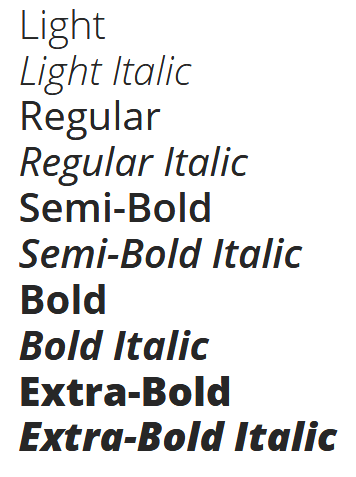 Light
Light Italic
Regular
Regular Italic
Semi-Bold
Semi-Bold Italic
Bold
Bold Italic
Extra-Bold
Extra-Bold Italic